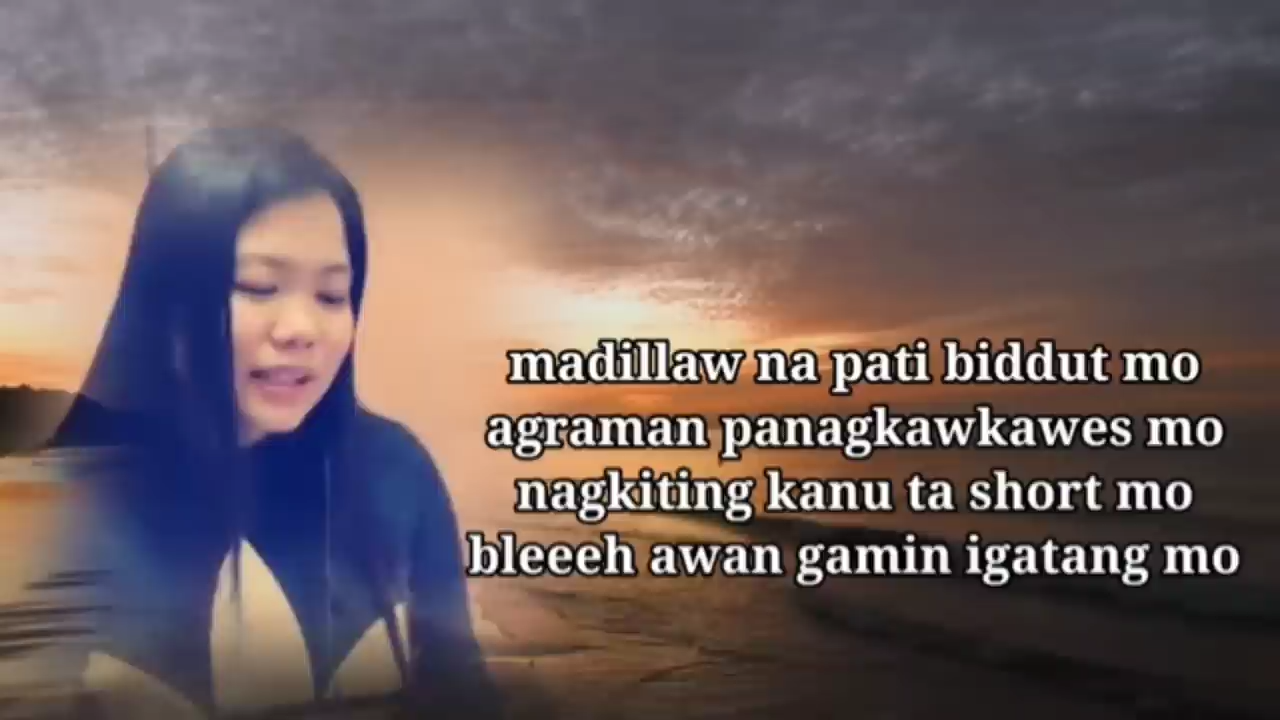 madillaw na pati biddut mo
agraman panagkawkawes mo
nagkiting kanu ta short mo
bleeeh awan gamin igatang mo